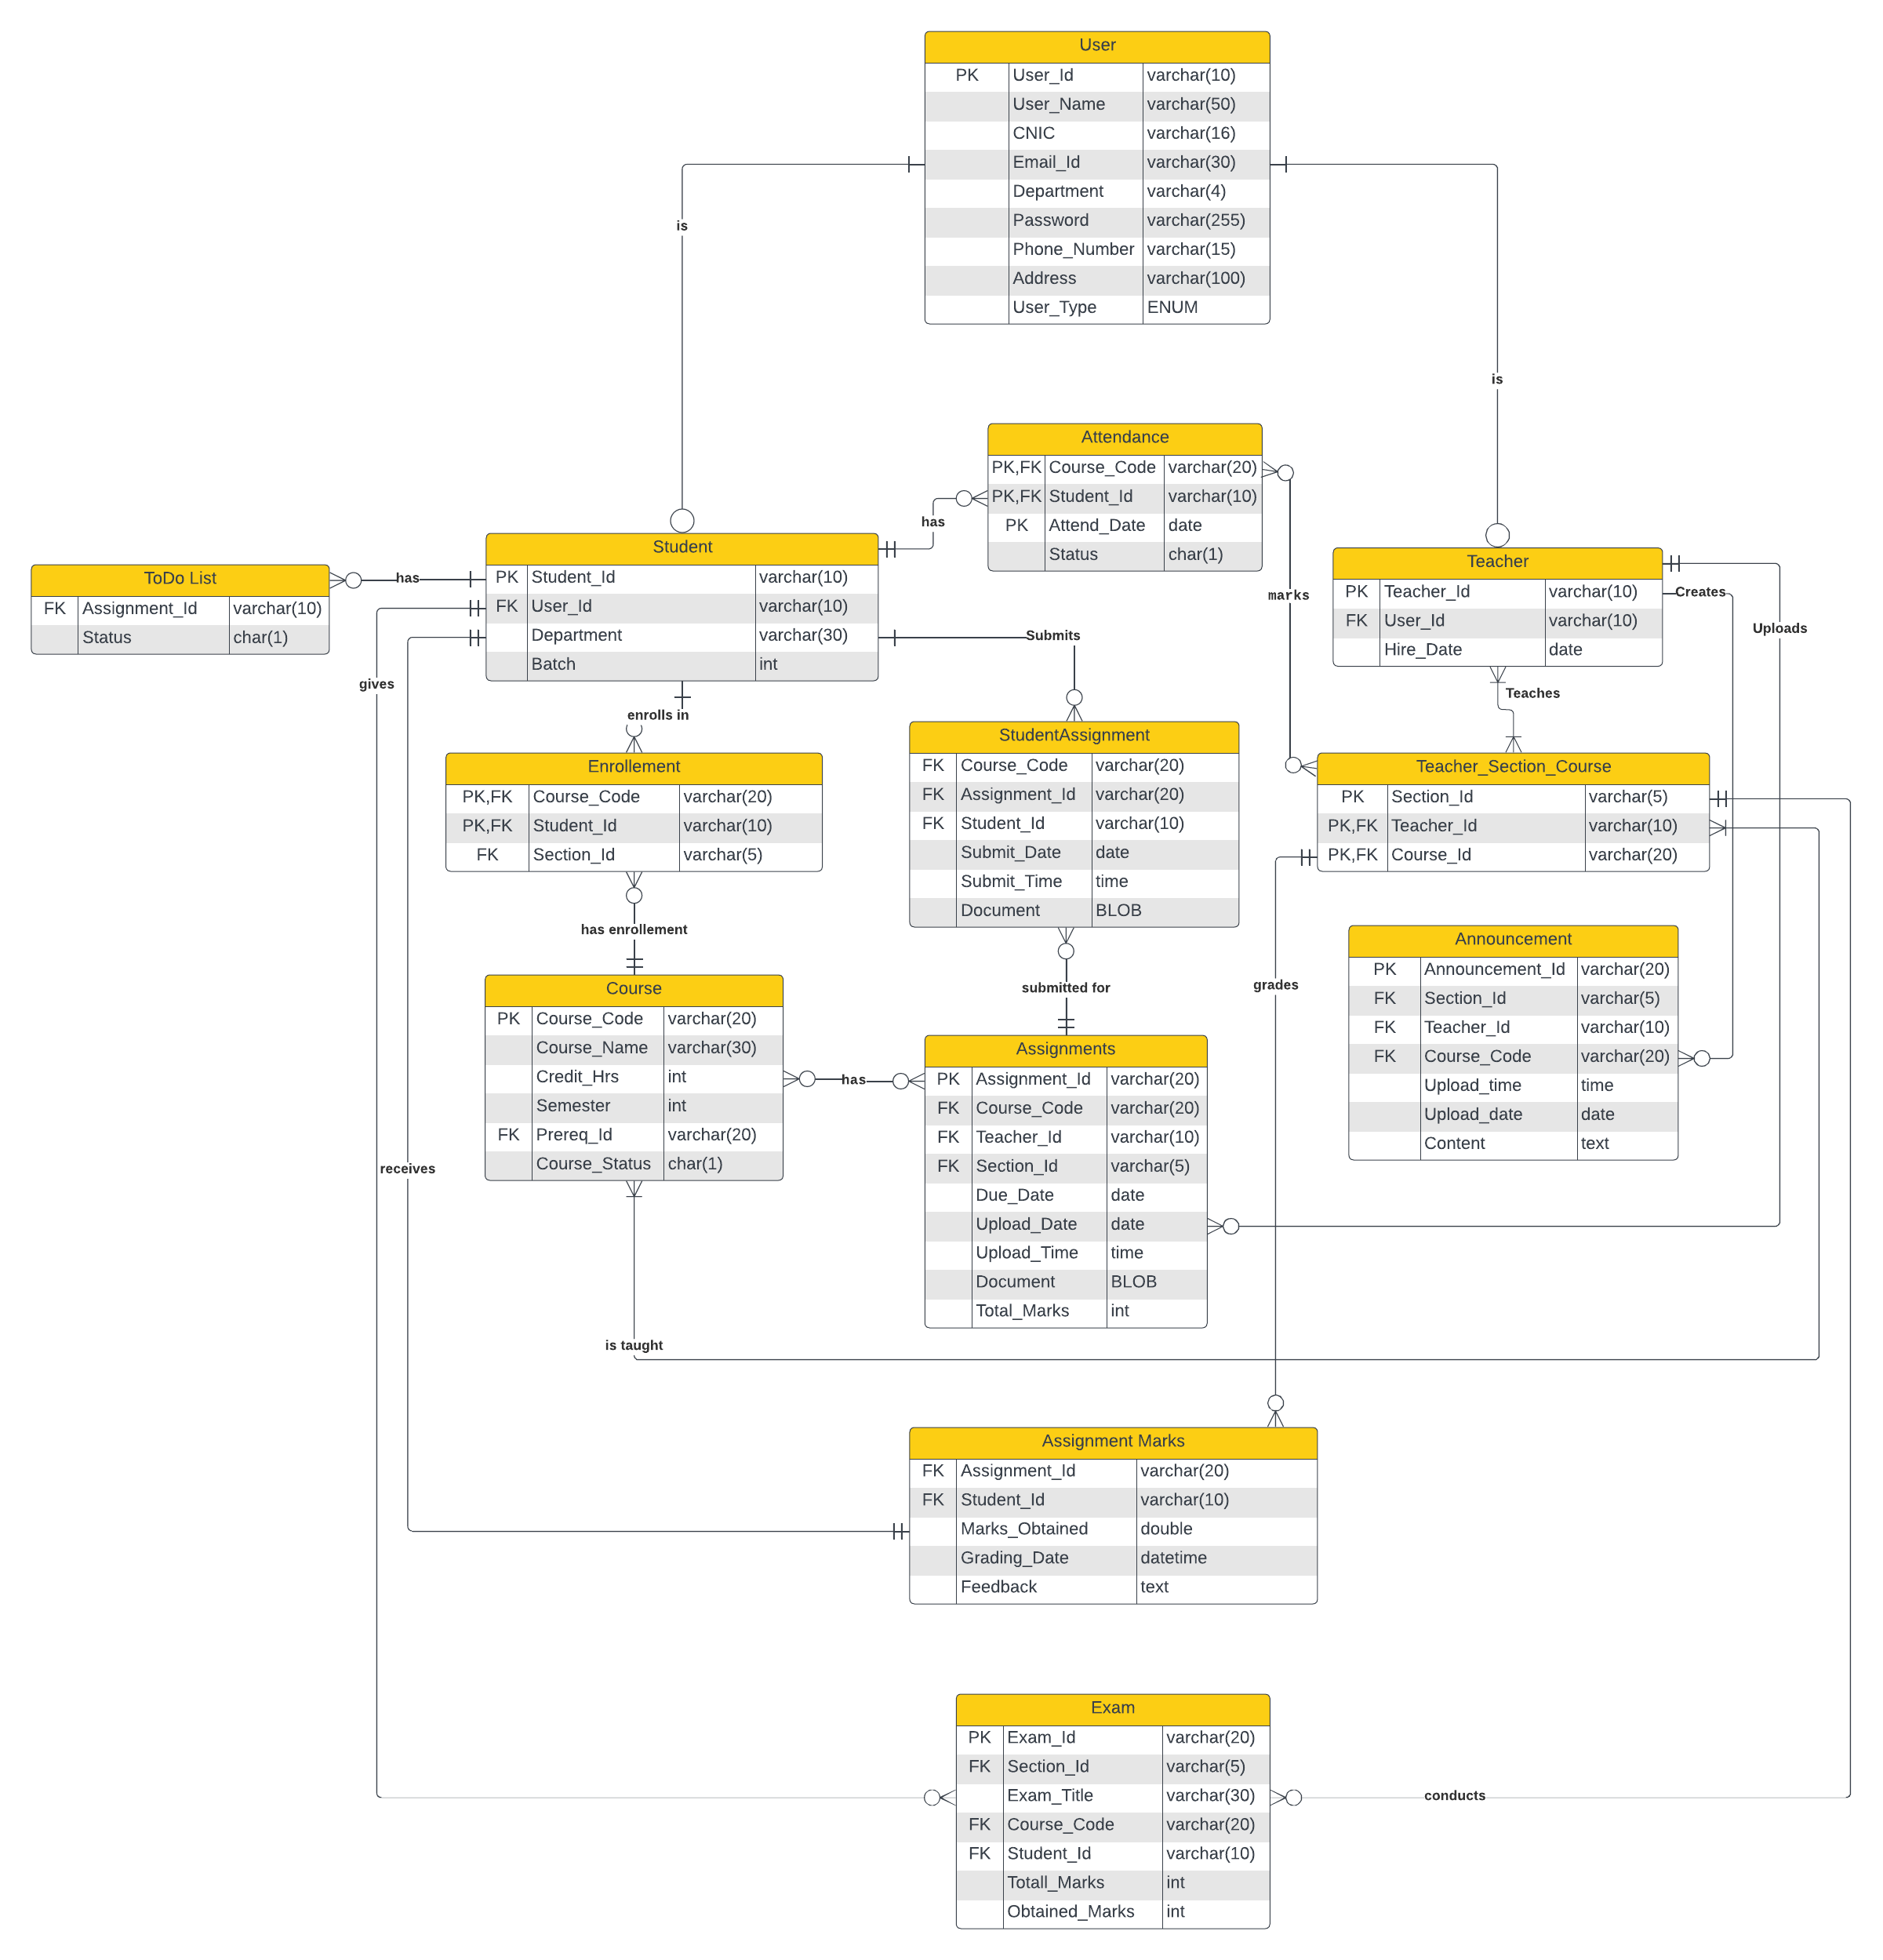 User
PK User_Id varchar(10)
User_Name varchar(50)
CNIC varchar(16)
Email_Id varchar(30)
Department varchar(4)
Password varchar(255)
Phone_Number varchar(15)
Address varchar(100)
User_Type ENUM
is
is
Attendance
PK,FK Course_Code varchar(20)
PK,FK Student_Id varchar(10)
PK Attend_Date date
Status char(1)
has
marks
Student
PK Student_Id varchar(10)
FK User_Id varchar(10)
Department varchar(30)
Batch int
ToDo List
FK Assignment_Id varchar(10)
Status char(1)
has
gives
Teacher
PK Teacher_Id varchar(10)
FK User_Id varchar(10)
Hire_Date date
Creates
Uploads
Submits
Teaches
enrolls in
Enrollement
PK,FK Course_Code varchar(20)
PK,FK Student_Id varchar(10)
FK Section_Id varchar(5)
StudentAssignment
FK Course_Code varchar(20)
FK Assignment_Id varchar(20)
FK Student_Id varchar(10)
Submit_Date date
Submit_Time time
Document BLOB
Teacher_Section_Course
PK Section_Id varchar(5)
PK,FK Teacher_Id varchar(10)
PK,FK Course_Id varchar(20)
has enrollement
submitted for
grades
Announcement
PK Announcement_Id varchar(20)
FK Section_Id varchar(5)
FK Teacher_Id varchar(10)
FK Course_Code varchar(20)
Upload_time time
Upload_date date
Content text
Course
PK Course_Code varchar(20)
Course_Name varchar(30)
Credit_Hrs int
Semester int
FK Prereq_Id varchar(20)
Course_Status char(1)
has
Assignments
PK Assignment_Id varchar(20)
FK Course_Code varchar(20)
FK Teacher_Id varchar(10)
FK Section_Id varchar(5)
Due_Date date
Upload_Date date
Upload_Time time
Document BLOB
Total_Marks int
receives
is taught
Assignment Marks
FK Assignment_Id varchar(20)
FK Student_Id varchar(10)
Marks_Obtained double
Grading_Date datetime
Feedback text
Exam
PK Exam_Id varchar(20)
FK Section_Id varchar(5)
Exam_Title varchar(30)
FK Course_Code varchar(20)
FK Student_Id varchar(10)
Totall_Marks int
Obtained_Marks int
conducts